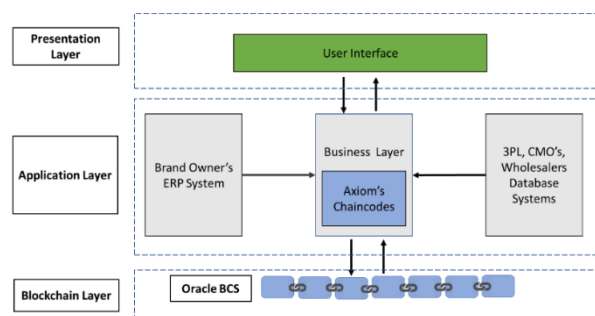 Presentation
Layer
User Interface
Application Layer
Brand Owner's
ERP System
Business Layer
Axiom's
Chaincodes
3PL, CMO's,
Wholesalers
Database
Systems
Blockchain Layer
Oracle BCS